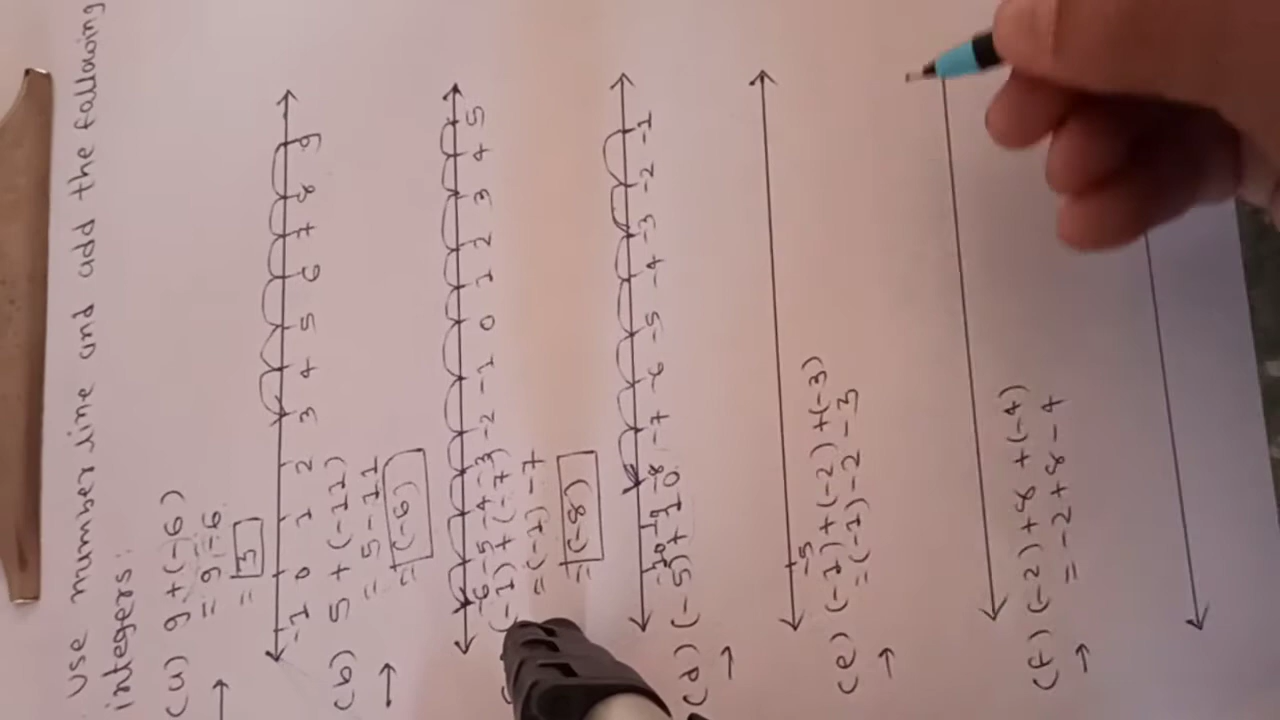 Use number line and add the following
integers:
(a) 9+(-6)
→ = 9-6
= 3
-1 0 1 2 3 4 5 6 7 8 9
(b) 5+(-11)
→ = 5-11
= (-6)
-6 -5 -4 -3 -2 -1 0 1 2 3 4 5
(-1)+(-7)
= (-1)-7
= (-8)
-10 -9 -8 -7 -6 -5 -4 -3 -2 -1
(d) (-5)+10
→
-5
(e) (-1)+(-2)+(-3)
→ = (-1)-2-3
(f) (-2)+8+(-4)
→ = -2+8-4